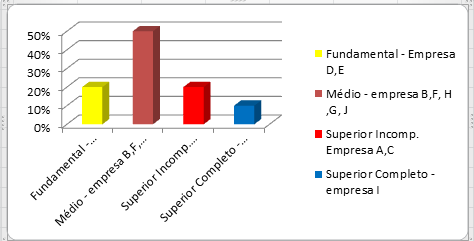 50%
40%
30%
20%
10%
0%
Fundamental -...
Médio - empresa B,F,...
Superior Incomp....
Superior Completo -...
Fundamental - Empresa
D,E
Médio - empresa B,F, H
,G, J
Superior Incomp.
Empresa A,C
Superior Completo -
empresa I